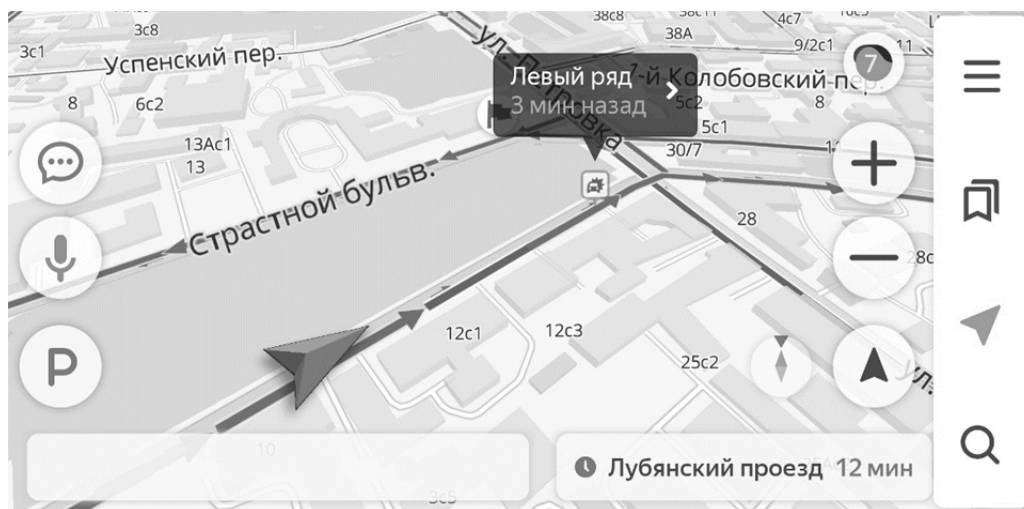 38с8
38с11
4с7
3с8
3с1
38А
9/2с1
11
Успенский пер.
ул. Петровка
Левый ряд
3 мин назад
1-й Колобовский пер.
7
8
6с2
5с2
8
5с1
13Ас1
13
30/7
Страстной бульв.
28
28с
12с1
12с3
25с2
P
ул.
10
Лубянский проезд 12 мин
3с5